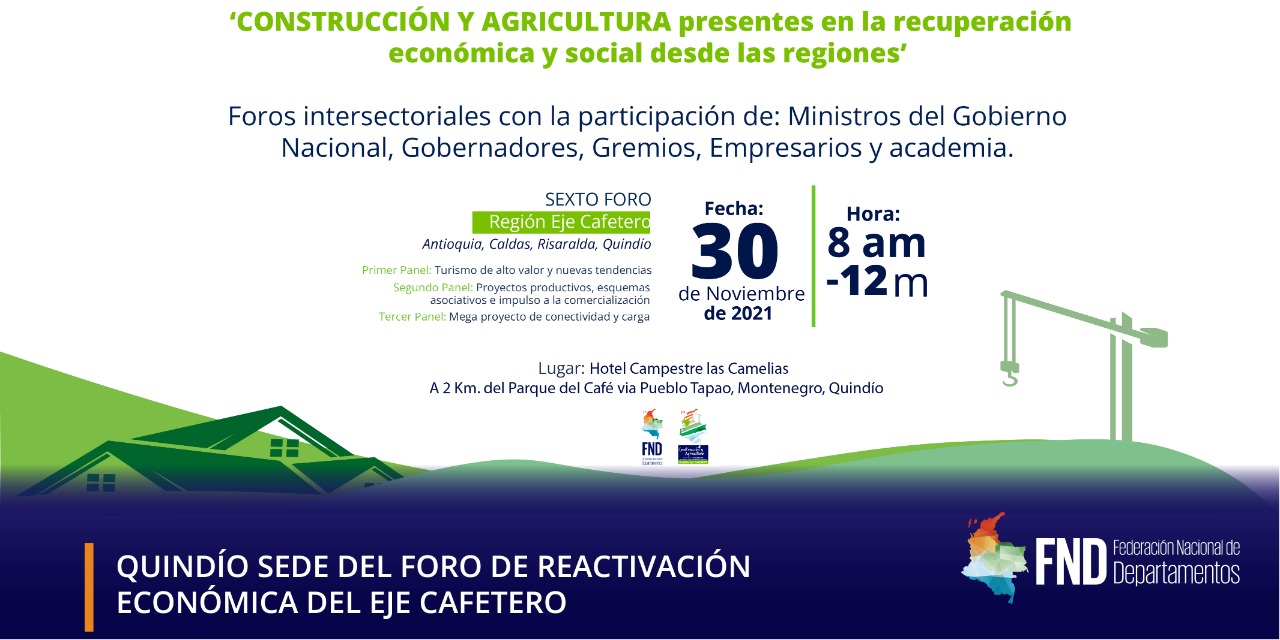 ‘CONSTRUCCIÓN Y AGRICULTURA presentes en la recuperación
económica y social desde las regiones’
Foros intersectoriales con la participación de: Ministros del Gobierno
Nacional, Gobernadores, Gremios, Empresarios y academia.
SEXTO FORO
Región Eje Cafetero
Antioquia, Caldas, Risaralda, Quindío
Primer Panel: Turismo de alto valor y nuevas tendencias
Segundo Panel: Proyectos productivos, esquemas
asociativos e impulso a la comercialización
Tercer Panel: Mega proyecto de conectividad y carga
Fecha:
30
de Noviembre
de 2021
Hora:
8 am
-12 m
Lugar: Hotel Campestre las Camelias
A 2 Km. del Parque del Café via Pueblo Tapao, Montenegro, Quindío
FND
QUINDÍO SEDE DEL FORO DE REACTIVACIÓN
ECONÓMICA DEL EJE CAFETERO
FND
Federación Nacional de
Departamentos